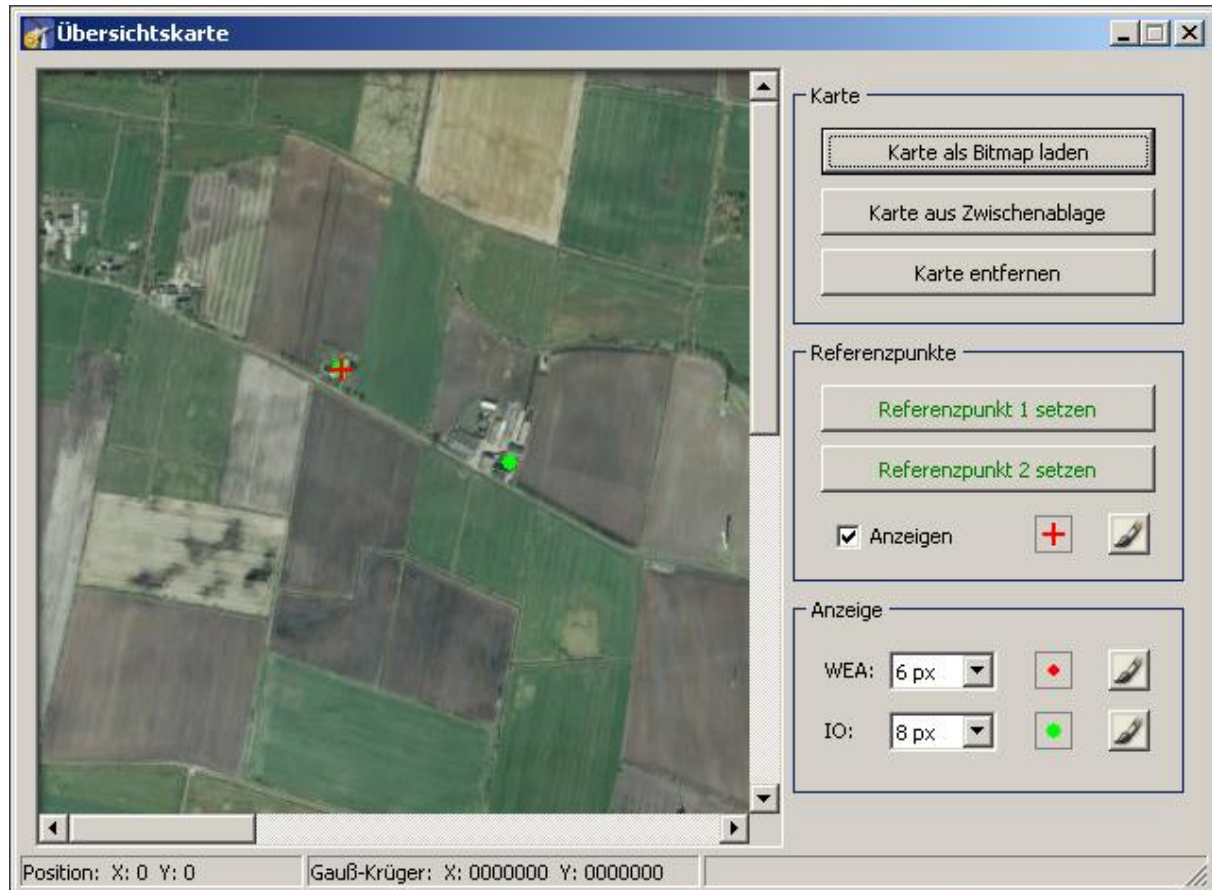 Übersichtskarte
Karte
Karte als Bitmap laden
Karte aus Zwischenablage
Karte entfernen
Referenzpunkte
Referenzpunkt 1 setzen
Referenzpunkt 2 setzen
Anzeigen
Anzeige
WEA: 6 px
IO: 8 px
Position: X: 0 Y: 0 Gauß-Krüger: X: 0000000 Y: 0000000